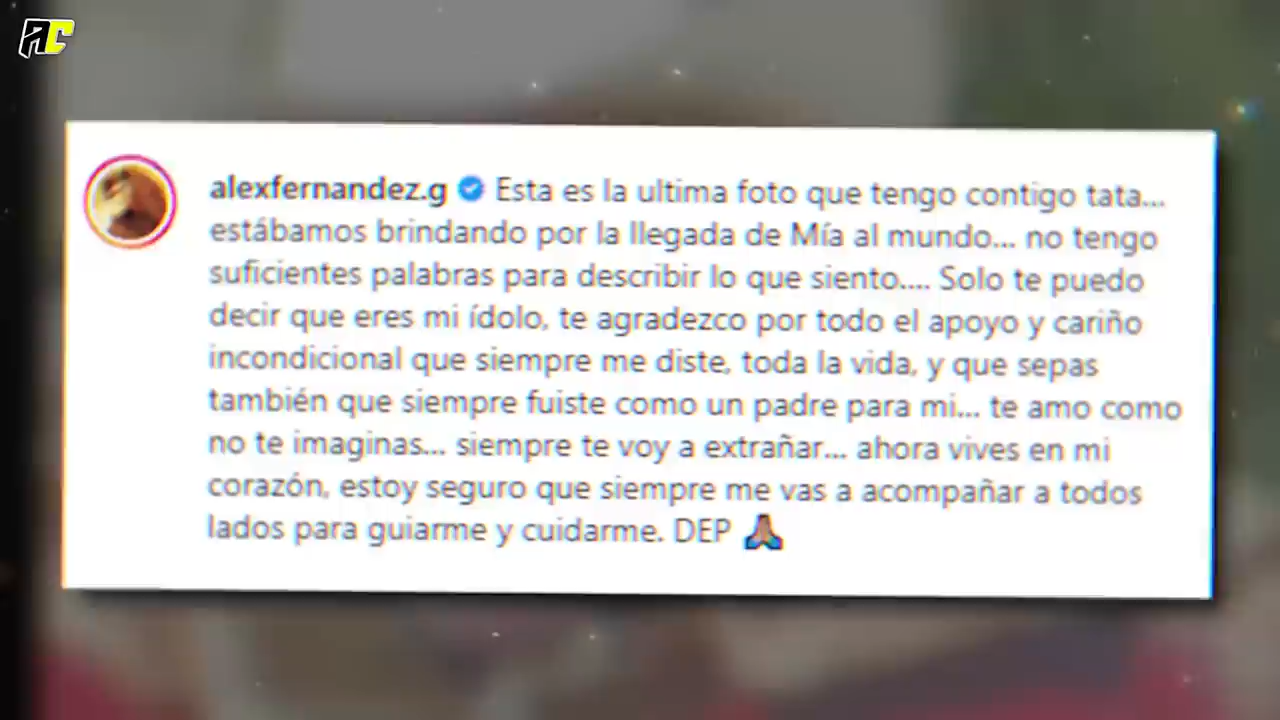 AC
alexfernandez.g Esta es la ultima foto que tengo contigo tata...
estábamos brindando por la llegada de Mía al mundo... no tengo
suficientes palabras para describir lo que siento.... Solo te puedo
decir que eres mi ídolo, te agradezco por todo el apoyo y cariño
incondicional que siempre me diste, toda la vida, y que sepas
también que siempre fuiste como un padre para mi... te amo como
no te imaginas... siempre te voy a extrañar... ahora vives en mi
corazón, estoy seguro que siempre me vas a acompañar a todos
lados para guiarme y cuidarme. DEP 🙏🏽